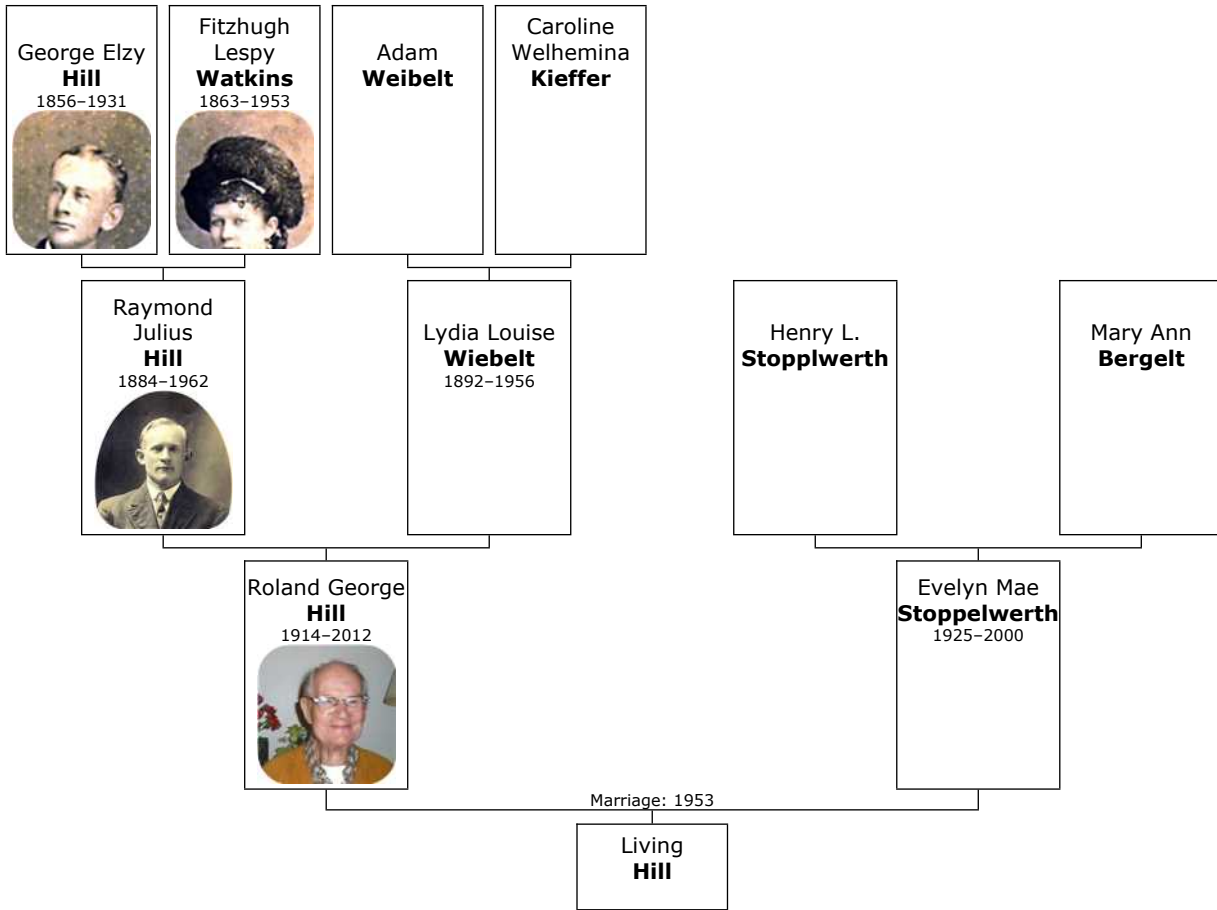 George Elzy
Hill
1856–1931
Fitzhugh
Lespy
Watkins
1863–1953
Adam
Weibelt
Caroline
Welhemina
Kieffer
Raymond
Julius
Hill
1884–1962
Lydia Louise
Wiebelt
1892–1956
Henry L.
Stopplwerth
Mary Ann
Bergelt
Roland George
Hill
1914–2012
Evelyn Mae
Stoppelwerth
1925–2000
Marriage: 1953
Living
Hill